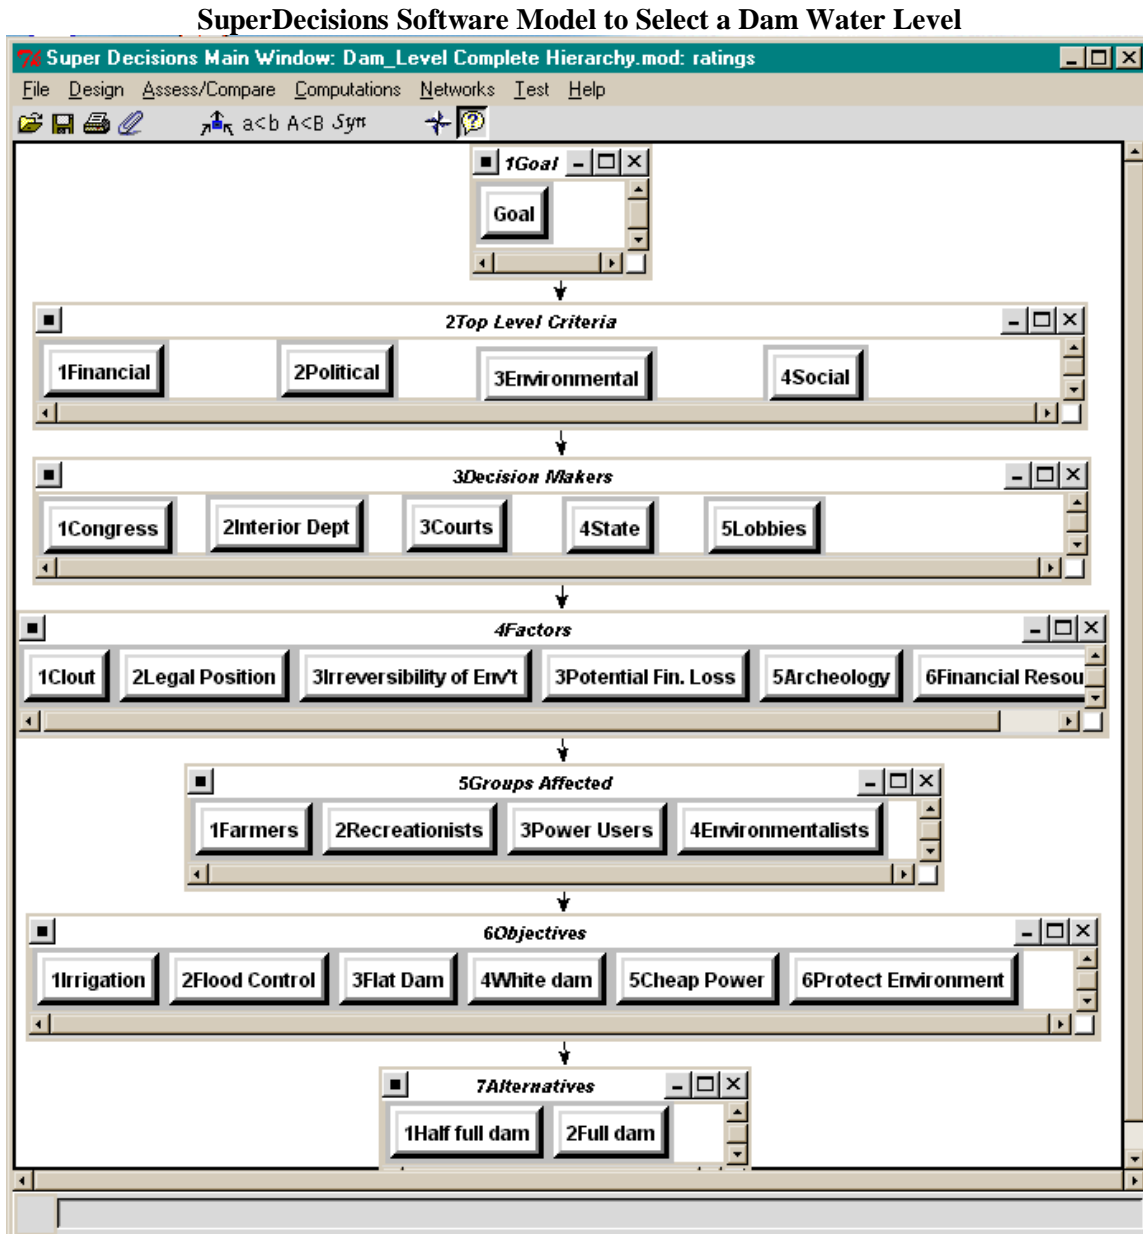 SuperDecisions Software Model to Select a Dam Water Level
Super Decisions Main Window: Dam_Level Complete Hierarchy.mod: ratings
File Design Assess/Compare Computations Networks Test Help
a<b A<B Syn
1Goal
Goal
2Top Level Criteria
1Financial 2Political 3Environmental 4Social
3Decision Makers
1Congress 2Interior Dept 3Courts 4State 5Lobbies
4Factors
1Clout 2Legal Position 3Irreversibility of Env't 3Potential Fin. Loss 5Archeology 6Financial Resou
5Groups Affected
1Farmers 2Recreationists 3Power Users 4Environmentalists
6Objectives
1Irrigation 2Flood Control 3Flat Dam 4White dam 5Cheap Power 6Protect Environment
7Alternatives
1Half full dam 2Full dam